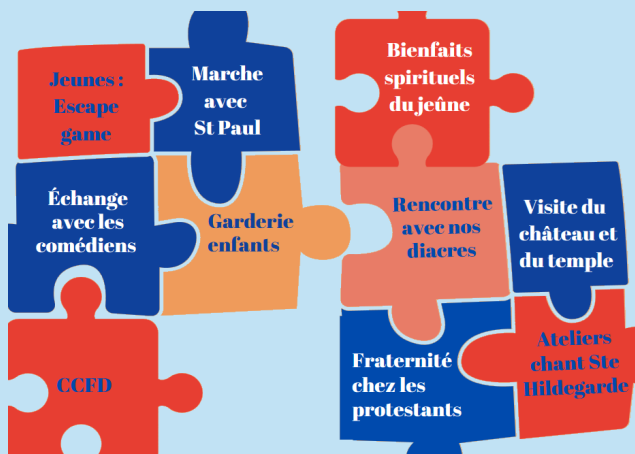 Jeunes :
Escape
game
Marche
avec
St Paul
Bienfaits
spirituels
du jeûne
Échange
avec les
comédiens
Garderie
enfants
Rencontre
avec nos
diacres
Visite du
château et
du temple
CCFD
Fraternité
chez les
protestants
Ateliers
chant Ste
Hildegarde